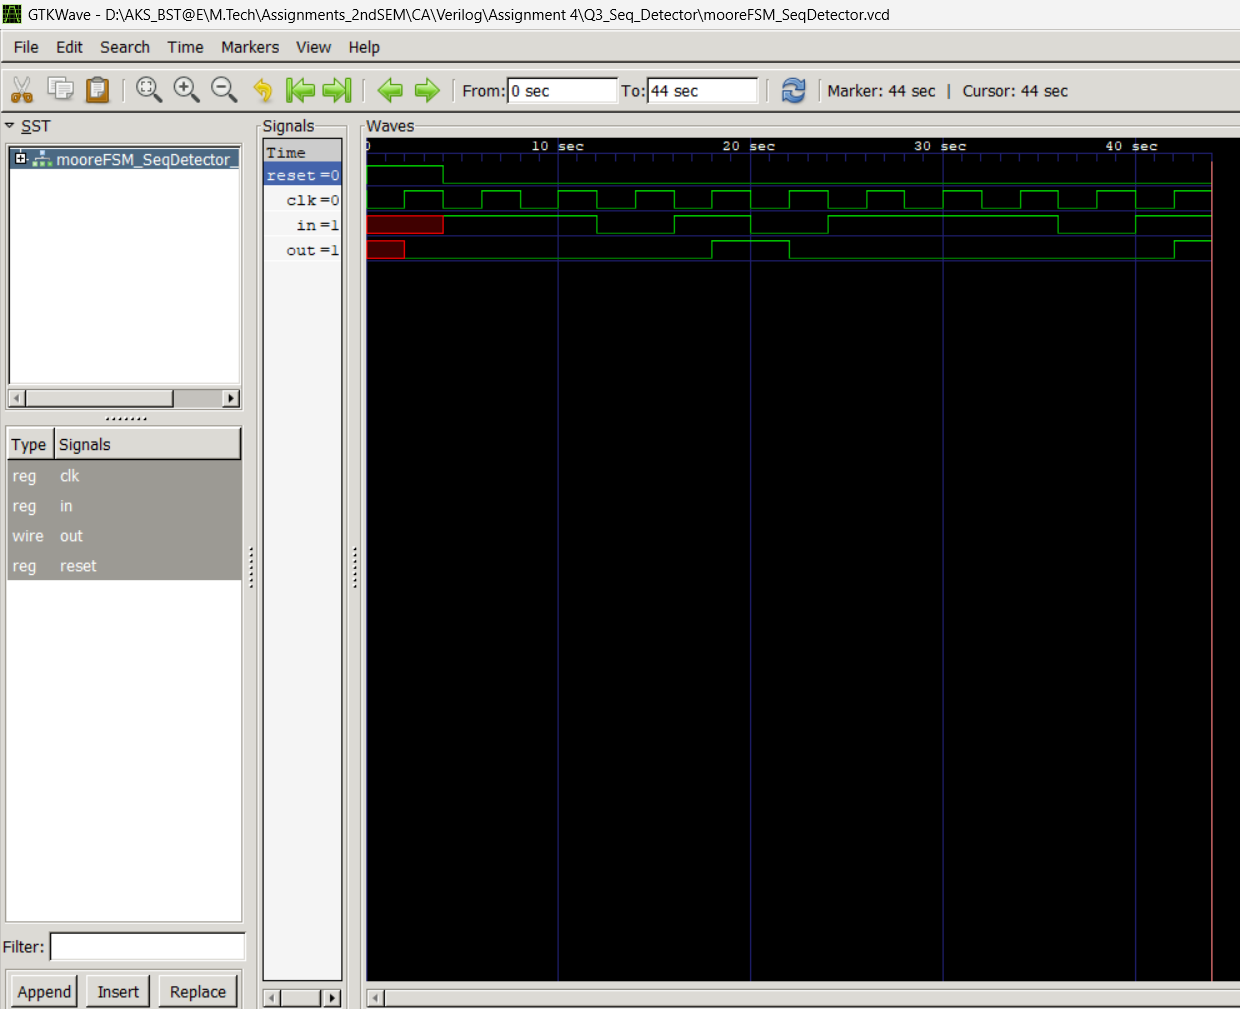 GTKWave - D:\AKS_BST@E\M.Tech\Assignments_2ndSEM\CA\Verilog\Assignment 4\Q3_Seq_Detector\mooreFSM_SeqDetector.vcd
File Edit Search Time Markers View Help
From: 0 sec To: 44 sec Marker: 44 sec | Cursor: 44 sec
SST
mooreFSM_SeqDetector_
Type Signals
reg clk
reg in
wire out
reg reset
Filter:
Append Insert Replace
Signals
Time
reset =0
clk =0
in =1
out =1
Waves
0 10 sec 20 sec 30 sec 40 sec